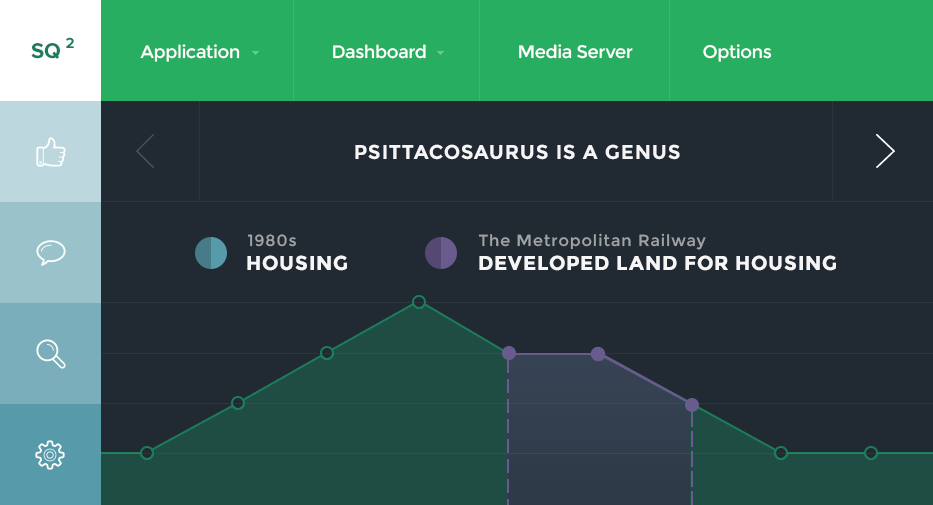 SQ ²
Application
Dashboard
Media Server
Options
PSITTACOSAURUS IS A GENUS
1980s
HOUSING
The Metropolitan Railway
DEVELOPED LAND FOR HOUSING